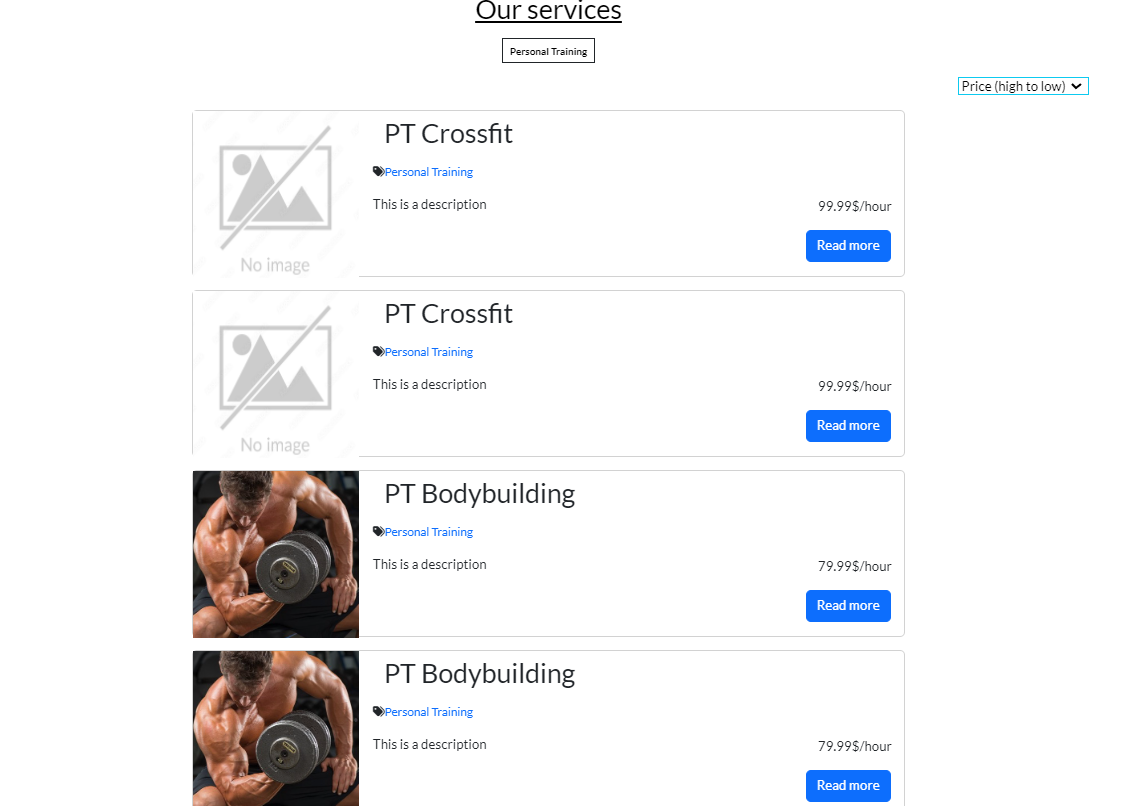 Our services
Personal Training
Price (high to low)
PT Crossfit
Personal Training
This is a description
99.99$/hour
Read more
No image
PT Crossfit
Personal Training
This is a description
99.99$/hour
Read more
No image
PT Bodybuilding
Personal Training
This is a description
79.99$/hour
Read more
PT Bodybuilding
Personal Training
This is a description
79.99$/hour
Read more